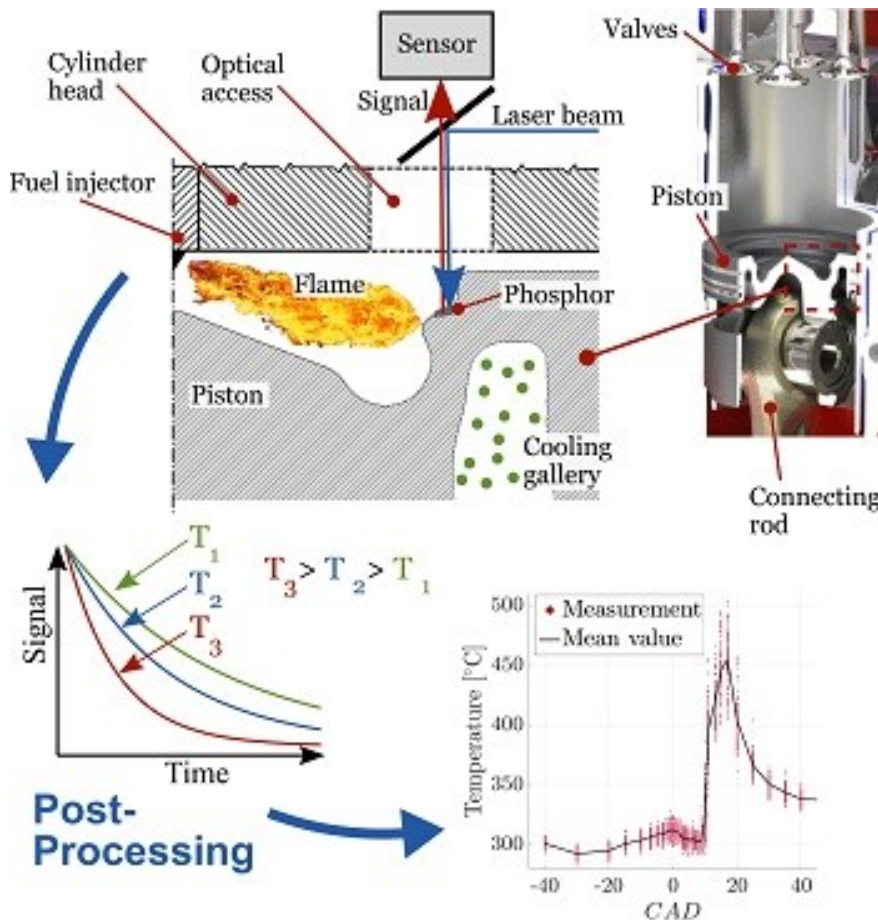 Sensor
Cylinder
head
Optical
access
Signal
Laser beam
Valves
Fuel injector
Piston
Flame
Phosphor
Piston
Cooling
gallery
Connecting
rod
T1
T2
T3
T3 > T2 > T1
Signal
Time
Post-
Processing
Measurement
Mean value
Temperature [°C]
500
450
400
350
300
-40
-20
0
20
40
CAD